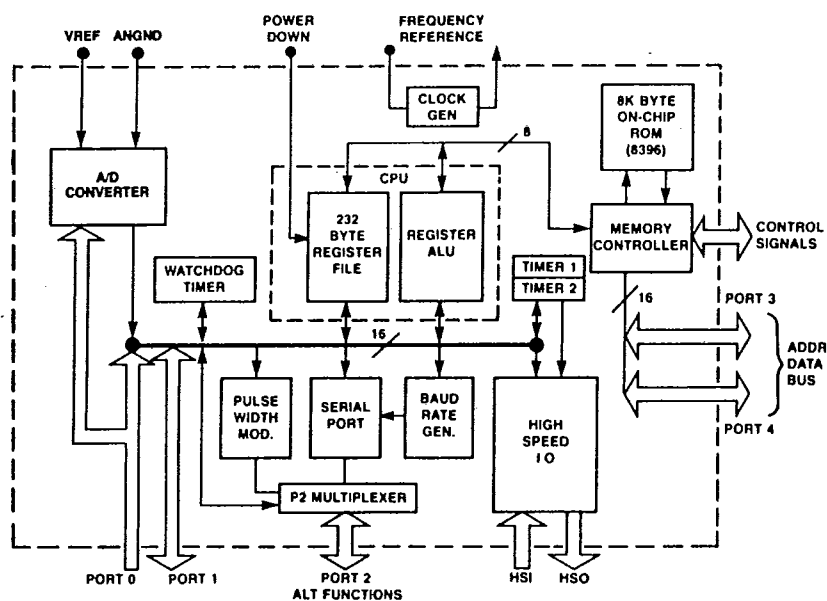 VREF ANGND
POWER
DOWN
FREQUENCY
REFERENCE
CLOCK
GEN
8K BYTE
ON-CHIP
ROM
(8396)
8
A/D
CONVERTER
CPU
232
BYTE
REGISTER
FILE
REGISTER
ALU
MEMORY
CONTROLLER
CONTROL
SIGNALS
WATCHDOG
TIMER
TIMER 1
TIMER 2
16
PORT 3
16
ADDR
DATA
BUS
PORT 4
PULSE
WIDTH
MOD.
SERIAL
PORT
BAUD
RATE
GEN.
HIGH
SPEED
I O
P2 MULTIPLEXER
PORT 0
PORT 1
PORT 2
ALT FUNCTIONS
HSI
HSO